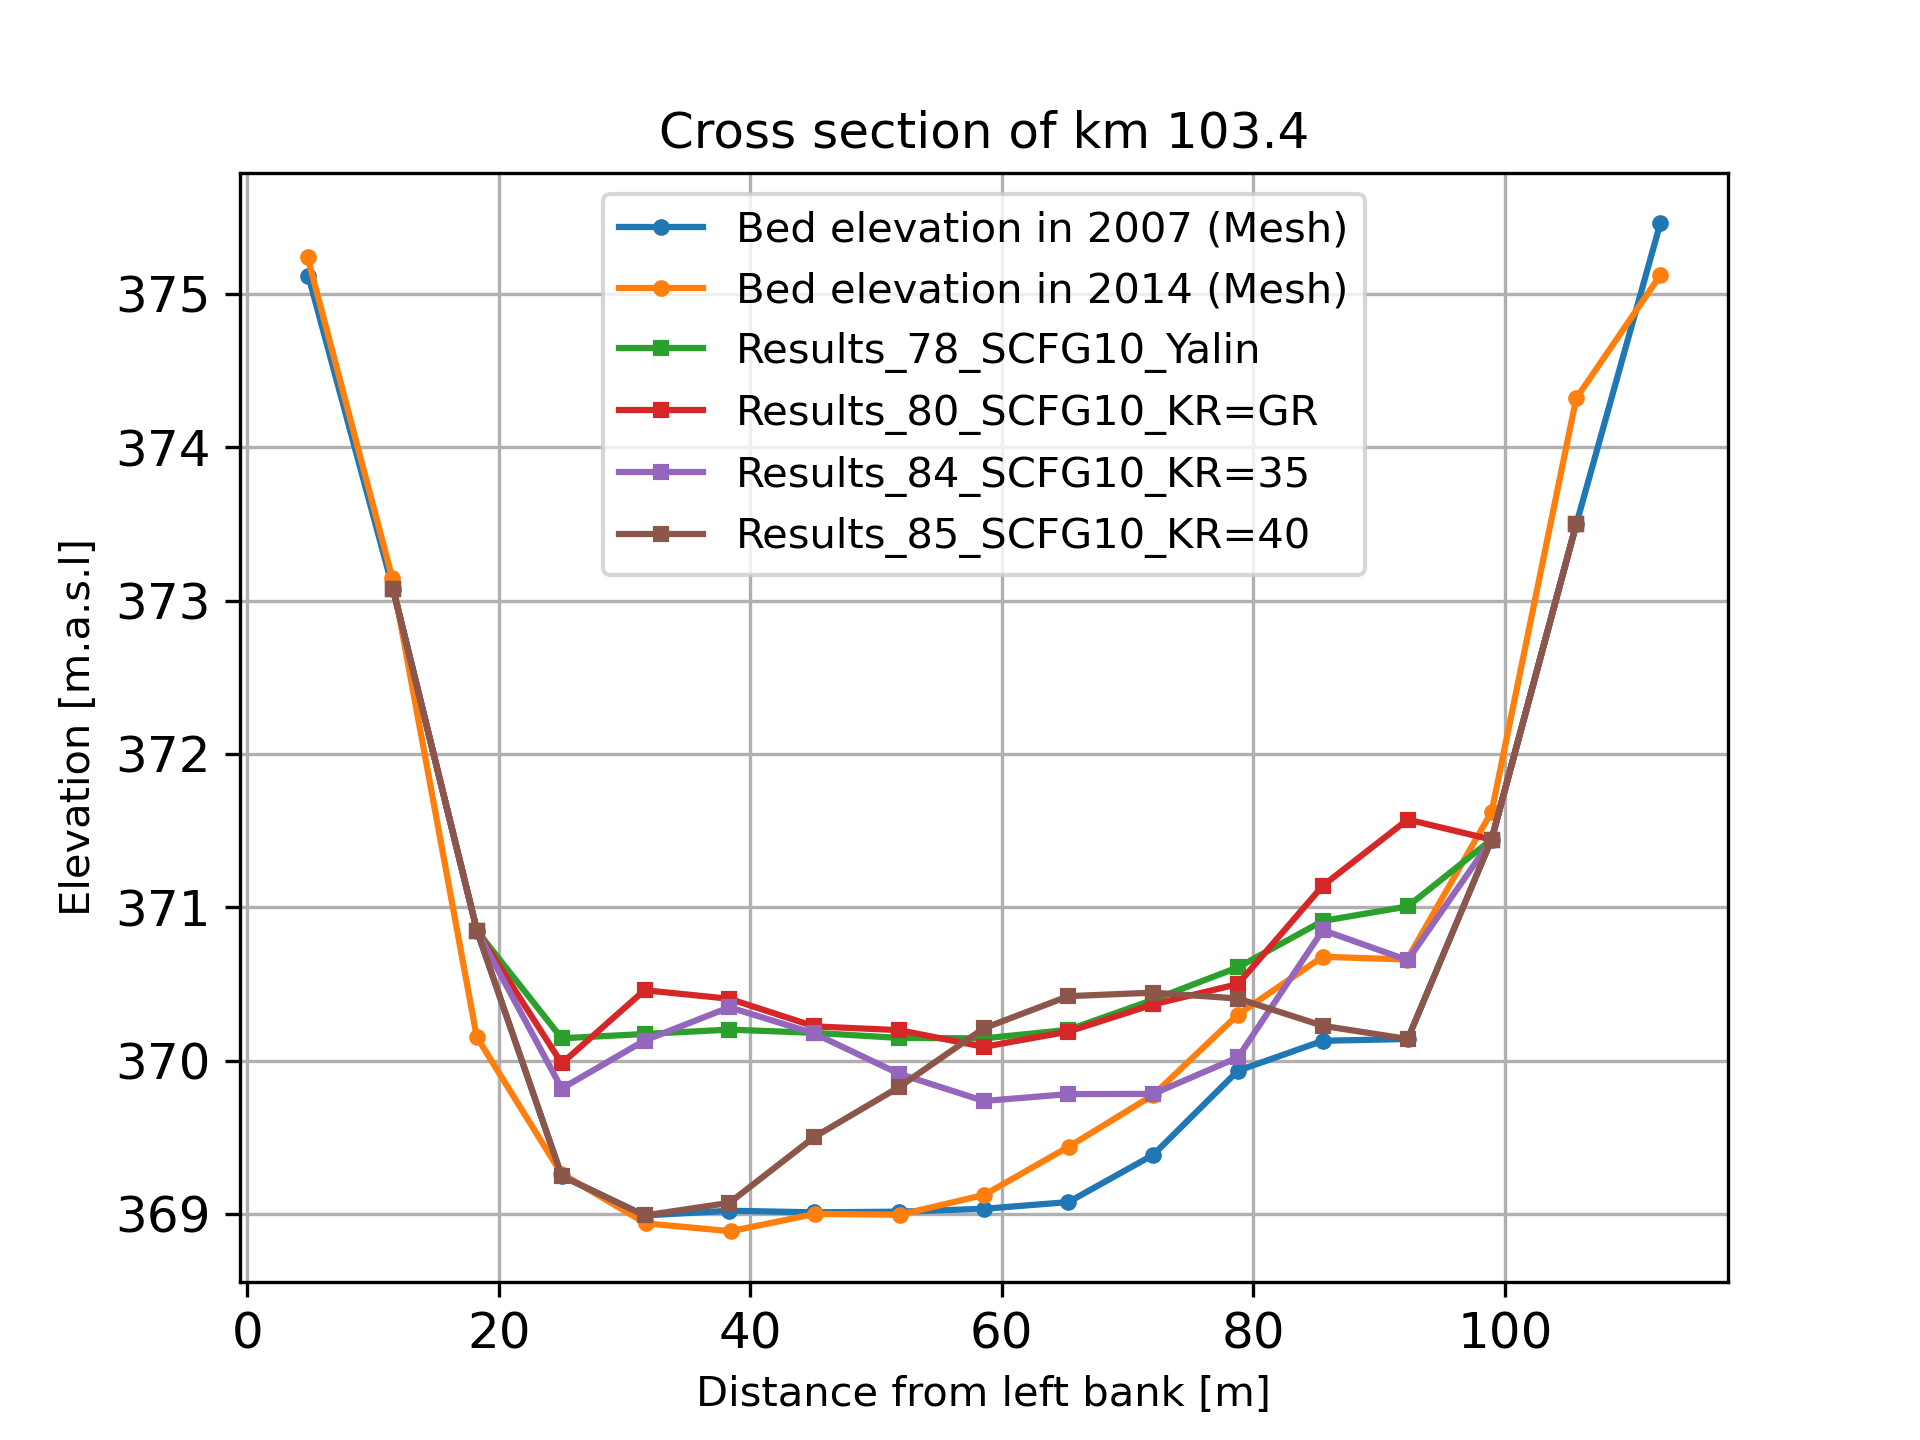 Cross section of km 103.4
Bed elevation in 2007 (Mesh)
Bed elevation in 2014 (Mesh)
Results_78_SCFG10_Yalin
Results_80_SCFG10_KR=GR
Results_84_SCFG10_KR=35
Results_85_SCFG10_KR=40
Elevation [m.a.s.l]
375
374
373
372
371
370
369
0 20 40 60 80 100
Distance from left bank [m]